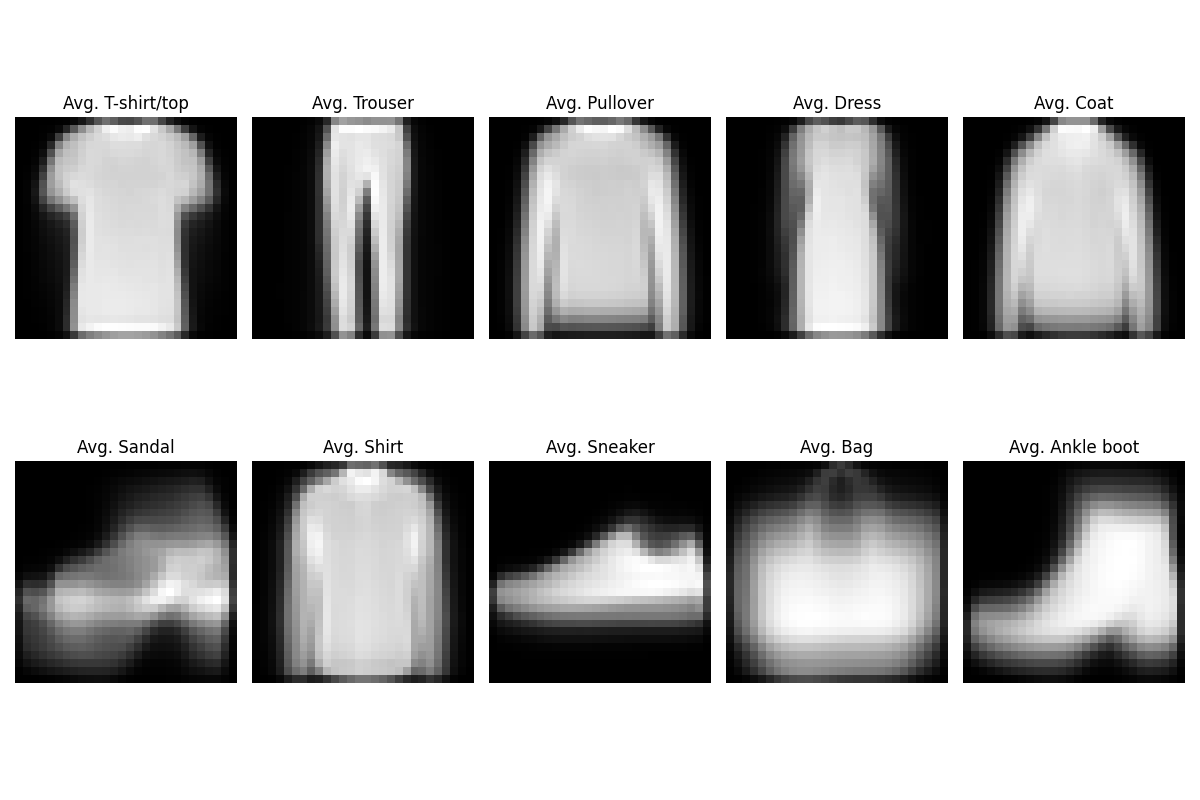 Avg. T-shirt/top
Avg. Trouser
Avg. Pullover
Avg. Dress
Avg. Coat
Avg. Sandal
Avg. Shirt
Avg. Sneaker
Avg. Bag
Avg. Ankle boot